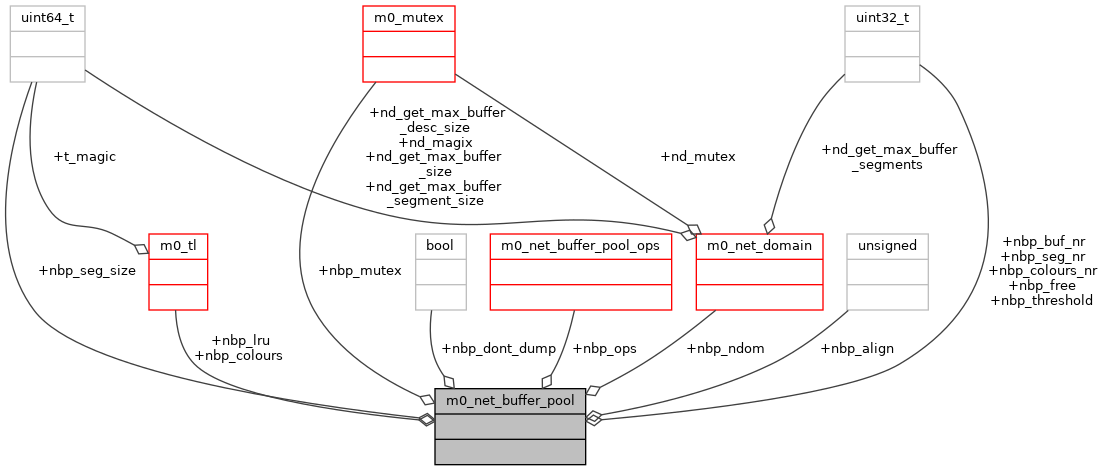 uint64_t
m0_mutex
uint32_t
+nd_get_max_buffer
_desc_size
+nd_magix
+nd_get_max_buffer
_size
+nd_get_max_buffer
_segment_size
+t_magic
+nd_mutex
+nd_get_max_buffer
_segments
m0_tl
bool
m0_net_buffer_pool_ops
m0_net_domain
unsigned
+nbp_seg_size
+nbp_mutex
+nbp_buf_nr
+nbp_seg_nr
+nbp_colours_nr
+nbp_free
+nbp_threshold
+nbp_lru
+nbp_colours
+nbp_dont_dump
+nbp_ops
+nbp_ndom
+nbp_align
m0_net_buffer_pool